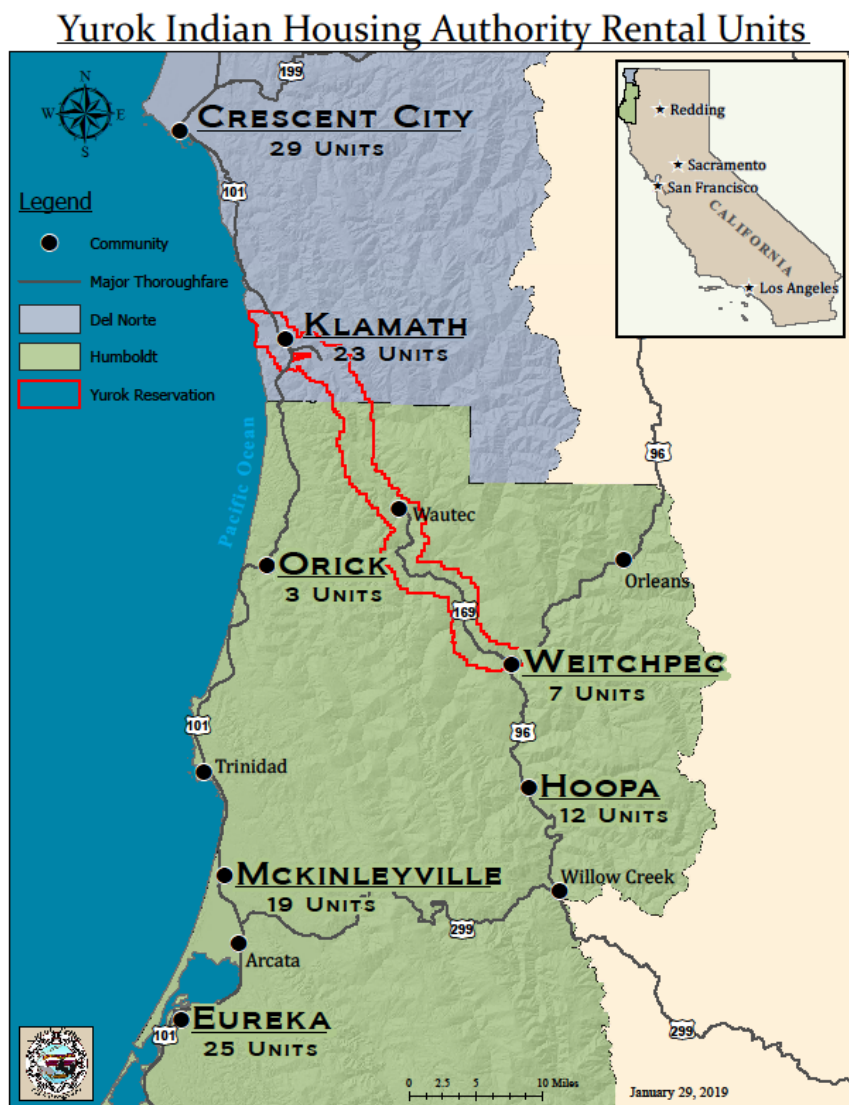 Yurok Indian Housing Authority Rental Units
N
W E
S
199
CRESCENT CITY
29 UNITS
101
Legend
Community
Major Thoroughfare
Del Norte
Humboldt
Yurok Reservation
Redding
Sacramento
San Francisco
CALIFORNIA
Los Angeles
KLAMATH
23 UNITS
Pacific Ocean
96
Wautec
ORICK
3 UNITS
Orleans
169
WEITCHPEC
7 UNITS
101
96
Trinidad
HOOPA
12 UNITS
MCKINLEYVILLE
19 UNITS
Willow Creek
299
Arcata
EUREKA
101
25 UNITS
299
0 2.5 5 10 Miles
January 29, 2019